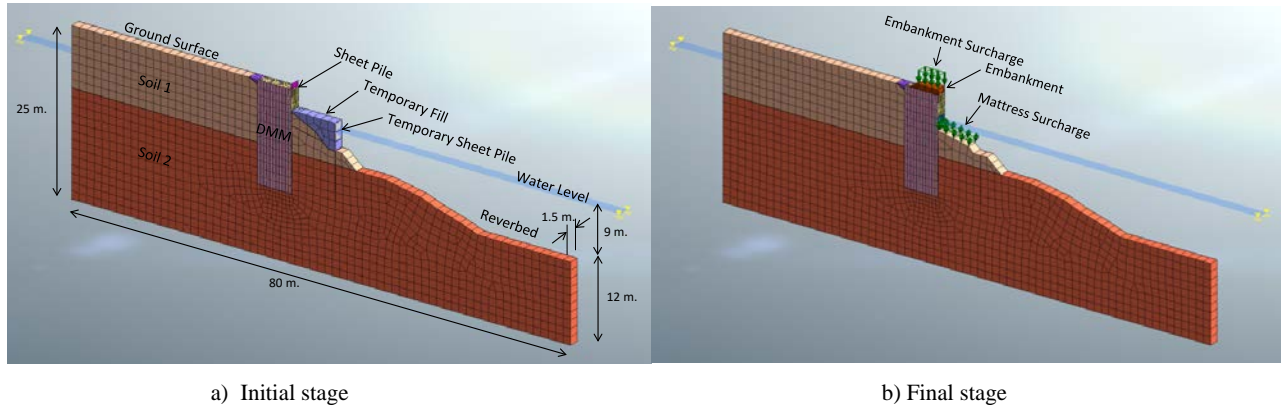 Ground Surface
Sheet Pile
Temporary Fill
Temporary Sheet Pile
Soil 1
25 m.
DMM
Soil 2
Water Level
Reverbed
1.5 m.
9 m.
80 m.
12 m.
a) Initial stage
Embankment Surcharge
Embankment
Mattress Surcharge
b) Final stage